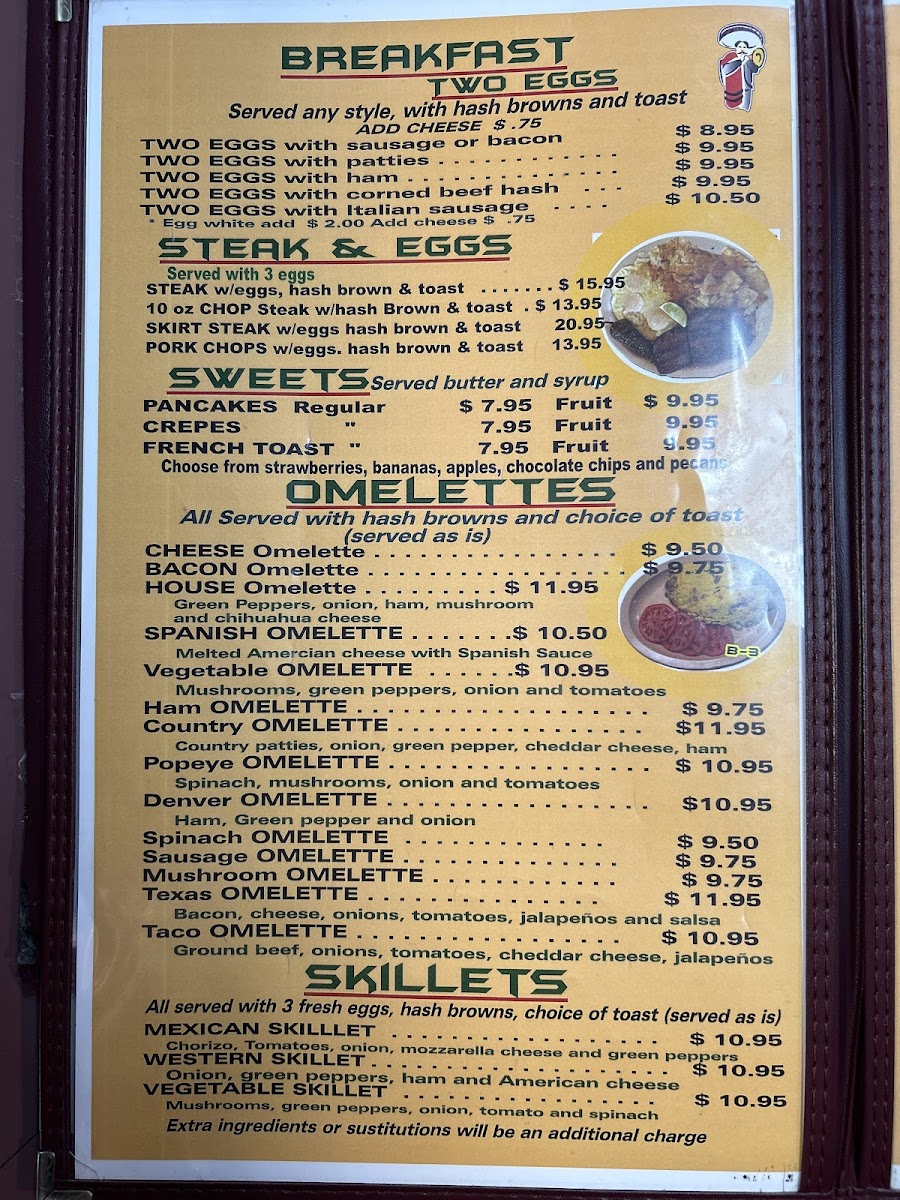 BREAKFAST
TWO EGGS
Served any style, with hash browns and toast
ADD CHEESE $ .75
TWO EGGS with sausage or bacon $ 8.95
TWO EGGS with patties . . . . . . . . . . . . $ 9.95
TWO EGGS with ham . . . . . . . . . . . . . . $ 9.95
TWO EGGS with corned beef hash . . . $ 9.95
TWO EGGS with Italian sausage . . . . $ 10.50
* Egg white add $ 2.00 Add cheese $ .75
STEAK & EGGS
Served with 3 eggs
STEAK w/eggs, hash brown & toast . . . . . . . $ 15.95
10 oz CHOP Steak w/hash Brown & toast . $ 13.95
SKIRT STEAK w/eggs hash brown & toast 20.95
PORK CHOPS w/eggs. hash brown & toast 13.95
SWEETS Served butter and syrup
PANCAKES Regular $ 7.95 Fruit $ 9.95
CREPES " 7.95 Fruit 9.95
FRENCH TOAST " 7.95 Fruit 9.95
Choose from strawberries, bananas, apples, chocolate chips and pecans
OMELETTES
All Served with hash browns and choice of toast
(served as is)
CHEESE Omelette . . . . . . . . . . . . . . . . . $ 9.50
BACON Omelette . . . . . . . . . . . . . . . . . . $ 9.75
HOUSE Omelette . . . . . . . . . $ 11.95
Green Peppers, onion, ham, mushroom
and chihuahua cheese
SPANISH OMELETTE . . . . . . .$ 10.50
Melted Amercian cheese with Spanish Sauce
Vegetable OMELETTE . . . . . .$ 10.95
B-3
Mushrooms, green peppers, onion and tomatoes
Ham OMELETTE . . . . . . . . . . . . . . . . . . . . $ 9.75
Country OMELETTE . . . . . . . . . . . . . . . . . $11.95
Country patties, onion, green pepper, cheddar cheese, ham
Popeye OMELETTE . . . . . . . . . . . . . . . . . . $ 10.95
Spinach, mushrooms, onion and tomatoes
Denver OMELETTE . . . . . . . . . . . . . . . . . . $10.95
Ham, Green pepper and onion
Spinach OMELETTE . . . . . . . . . . . . . $ 9.50
Sausage OMELETTE . . . . . . . . . . . . . . $ 9.75
Mushroom OMELETTE . . . . . . . . . . . . $ 9.75
Texas OMELETTE . . . . . . . . . . . . . . . . $ 11.95
Bacon, cheese, onions, tomatoes, jalapeños and salsa
Taco OMELETTE . . . . . . . . . . . . . . . . . . $ 10.95
Ground beef, onions, tomatoes, cheddar cheese, jalapeños
SKILLETS
All served with 3 fresh eggs, hash browns, choice of toast (served as is)
MEXICAN SKILLLET . . . . . . . . . . . . . . . . . . $ 10.95
Chorizo, Tomatoes, onion, mozzarella cheese and green peppers
WESTERN SKILLET . . . . . . . . . . . . . . . . . . . $ 10.95
Onion, green peppers, ham and American cheese
VEGETABLE SKILLET . . . . . . . . . . . . . . . . . $ 10.95
Mushrooms, green peppers, onion, tomato and spinach
Extra ingredients or sustitutions will be an additional charge